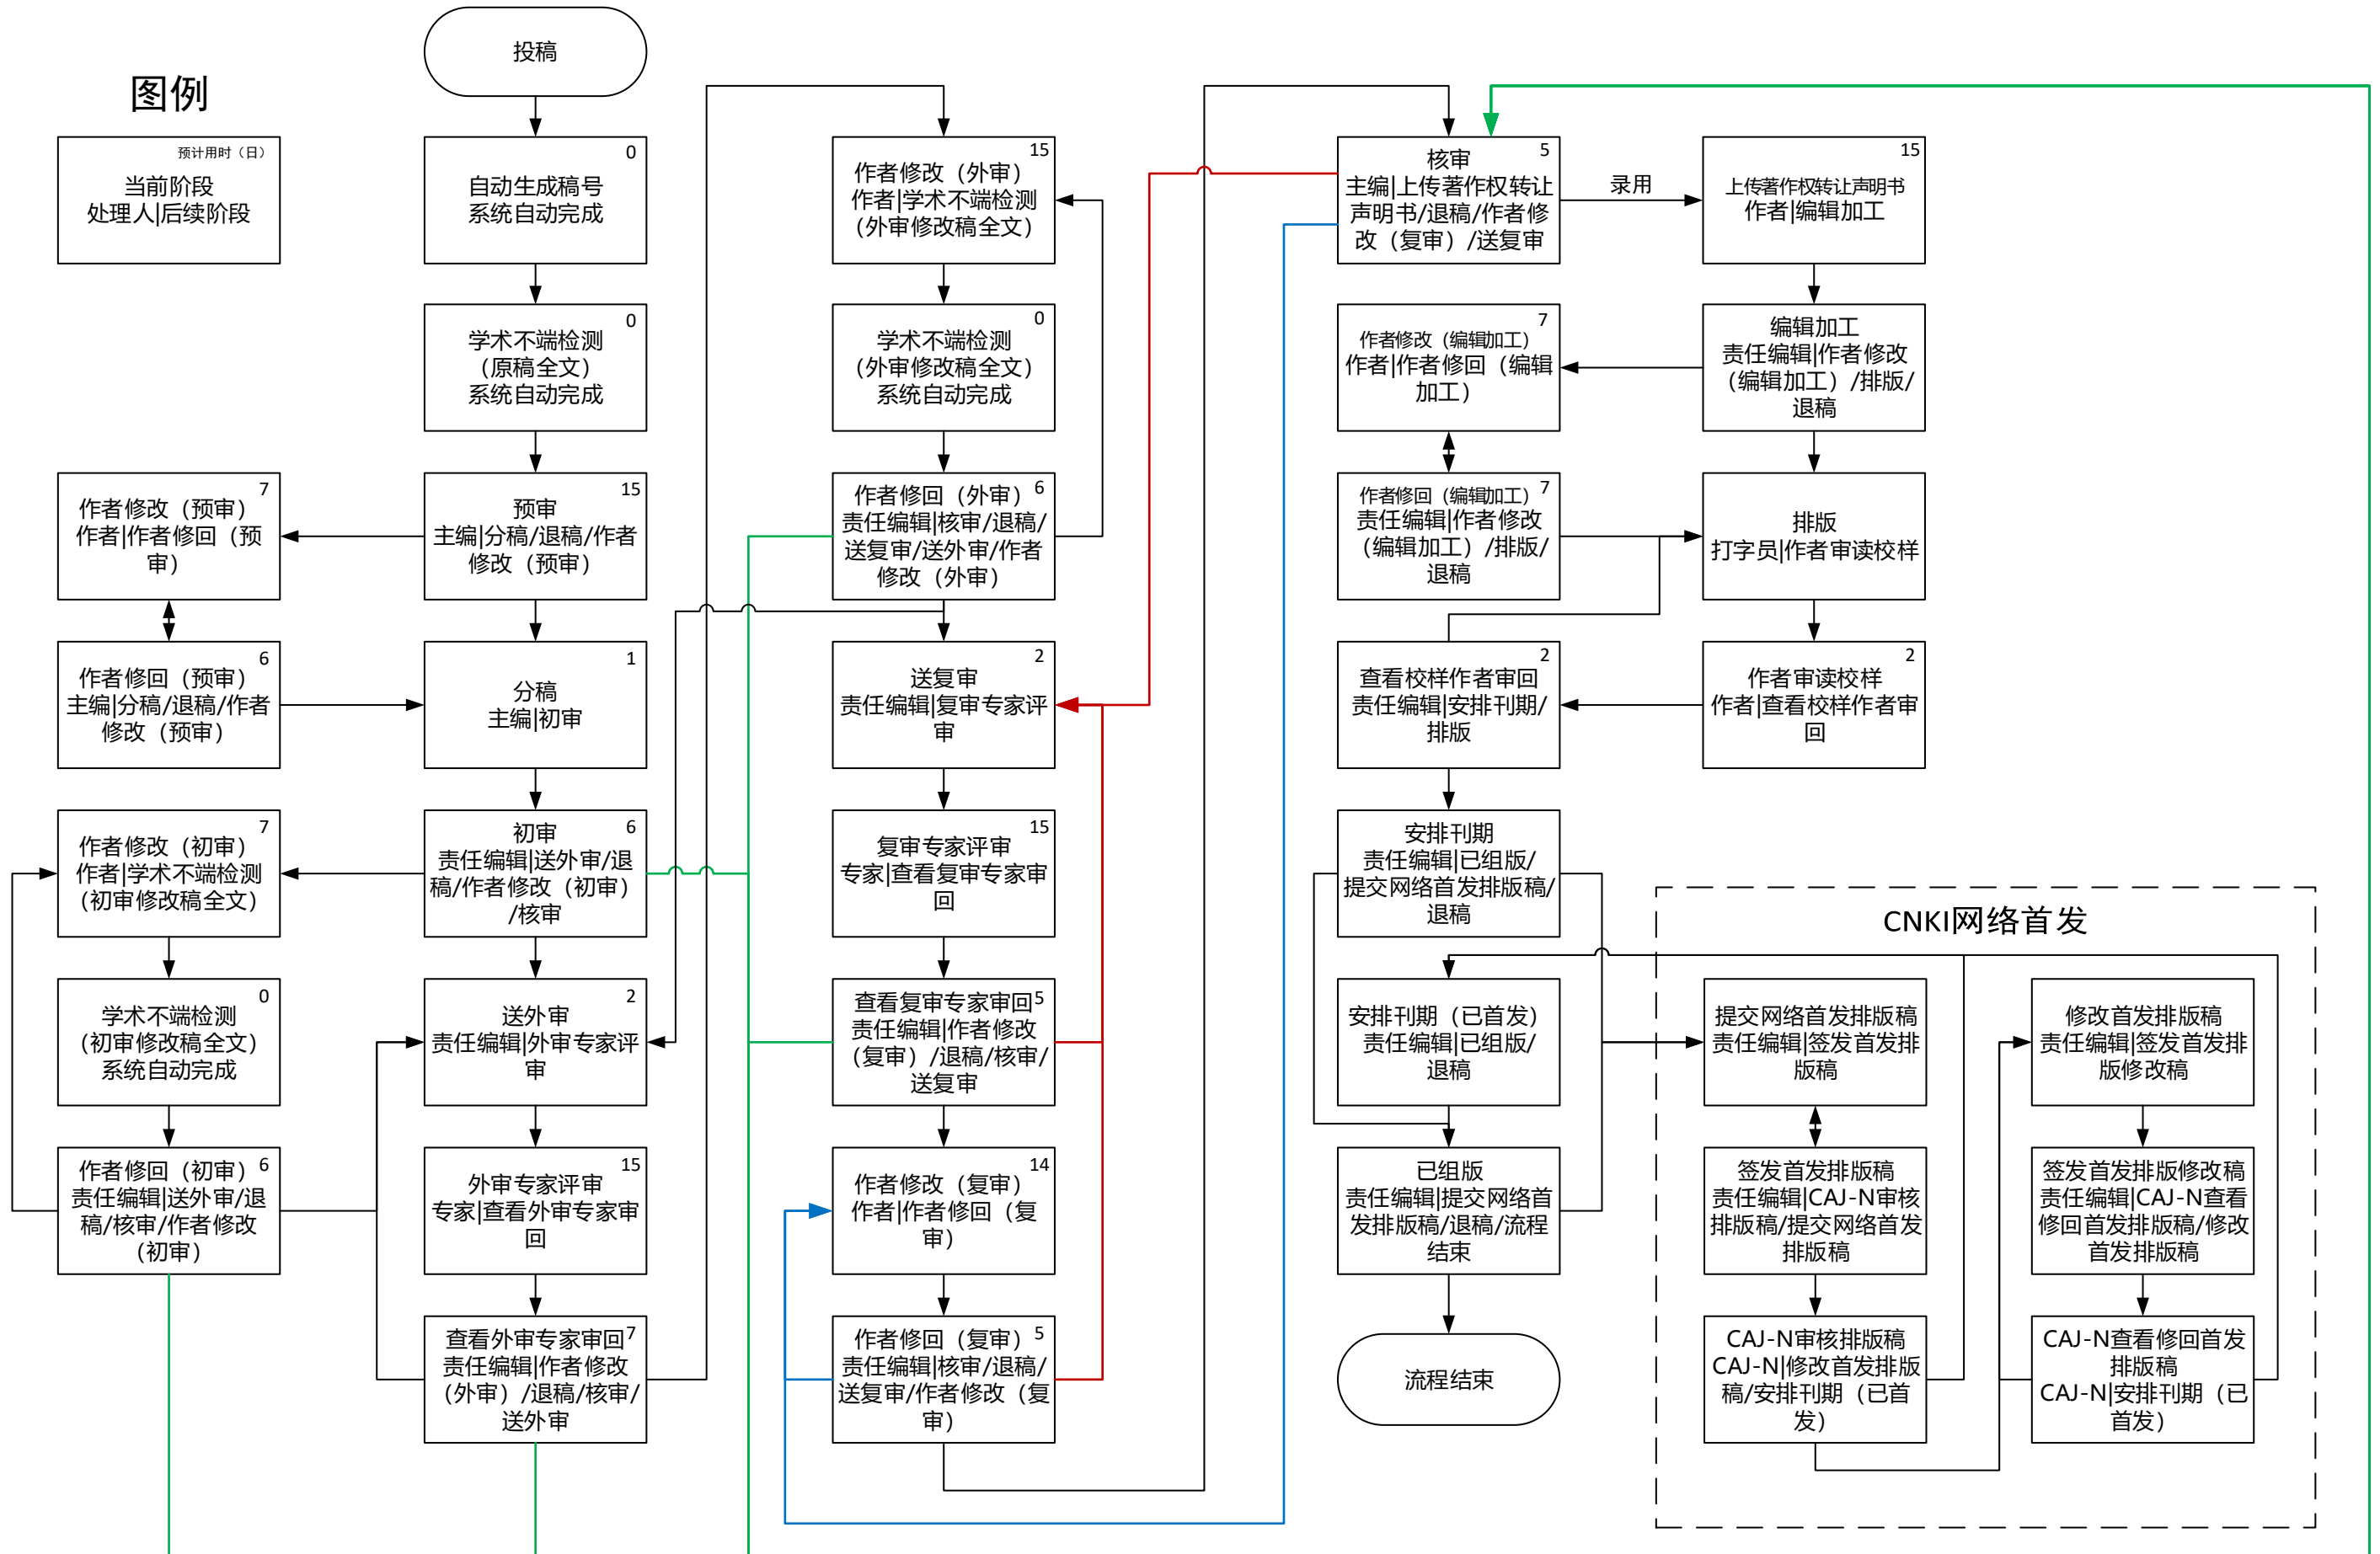 图例
预计用时（日）
当前阶段
处理人|后续阶段
作者修改（预审）
7
作者|作者修回（预
审）
作者修回（预审）
6
主编|分稿/退稿/作者
修改（预审）
作者修改（初审）
7
作者|学术不端检测
（初审修改稿全文）
学术不端检测
0
（初审修改稿全文）
系统自动完成
作者修回（初审）
6
责任编辑|送外审/退
稿/核审/作者修改
（初审）
投稿
自动生成稿号
0
系统自动完成
学术不端检测
0
（原稿全文）
系统自动完成
预审
15
主编|分稿/退稿/作者
修改（预审）
分稿
1
主编|初审
初审
6
责任编辑|送外审/退
稿/作者修改（初审）
/核审
送外审
2
责任编辑|外审专家评
审
外审专家评审
15
专家|查看外审专家审
回
查看外审专家审回
7
责任编辑|作者修改
（外审）/退稿/核审/
送外审
作者修改（外审）
15
作者|学术不端检测
（外审修改稿全文）
学术不端检测
0
（外审修改稿全文）
系统自动完成
作者修回（外审）
6
责任编辑|核审/退稿/
送复审/送外审/作者
修改（外审）
送复审
2
责任编辑|复审专家评
审
复审专家评审
15
专家|查看复审专家审
回
查看复审专家审回
5
责任编辑|作者修改
（复审）/退稿/核审/
送复审
作者修改（复审）
14
作者|作者修回（复
审）
作者修回（复审）
5
责任编辑|核审/退稿/
送复审/作者修改（复
审）
核审
5
主编|上传著作权转让
声明书/退稿/作者修
改（复审）/送复审
录用
上传著作权转让声明书
15
作者|编辑加工
作者修改（编辑加工）
7
作者|作者修回（编辑
加工）
编辑加工
责任编辑|作者修改
（编辑加工）/排版/
退稿
作者修回（编辑加工）
7
责任编辑|作者修改
（编辑加工）/排版/
退稿
排版
打字员|作者审读校样
查看校样作者审回
2
责任编辑|安排刊期/
排版
作者审读校样
2
作者|查看校样作者审
回
安排刊期
责任编辑|已组版/
提交网络首发排版稿/
退稿
安排刊期（已首发）
责任编辑|已组版/
退稿
已组版
责任编辑|提交网络首
发排版稿/退稿/流程
结束
流程结束
CNKI网络首发
提交网络首发排版稿
责任编辑|签发首发排
版稿
签发首发排版稿
责任编辑|CAJ-N审核
排版稿/提交网络首发
排版稿
CAJ-N审核排版稿
CAJ-N|修改首发排版
稿/安排刊期（已首
发）
修改首发排版稿
责任编辑|签发首发排
版修改稿
签发首发排版修改稿
责任编辑|CAJ-N查看
修回首发排版稿/修改
首发排版稿
CAJ-N查看修回首发
排版稿
CAJ-N|安排刊期（已
首发）